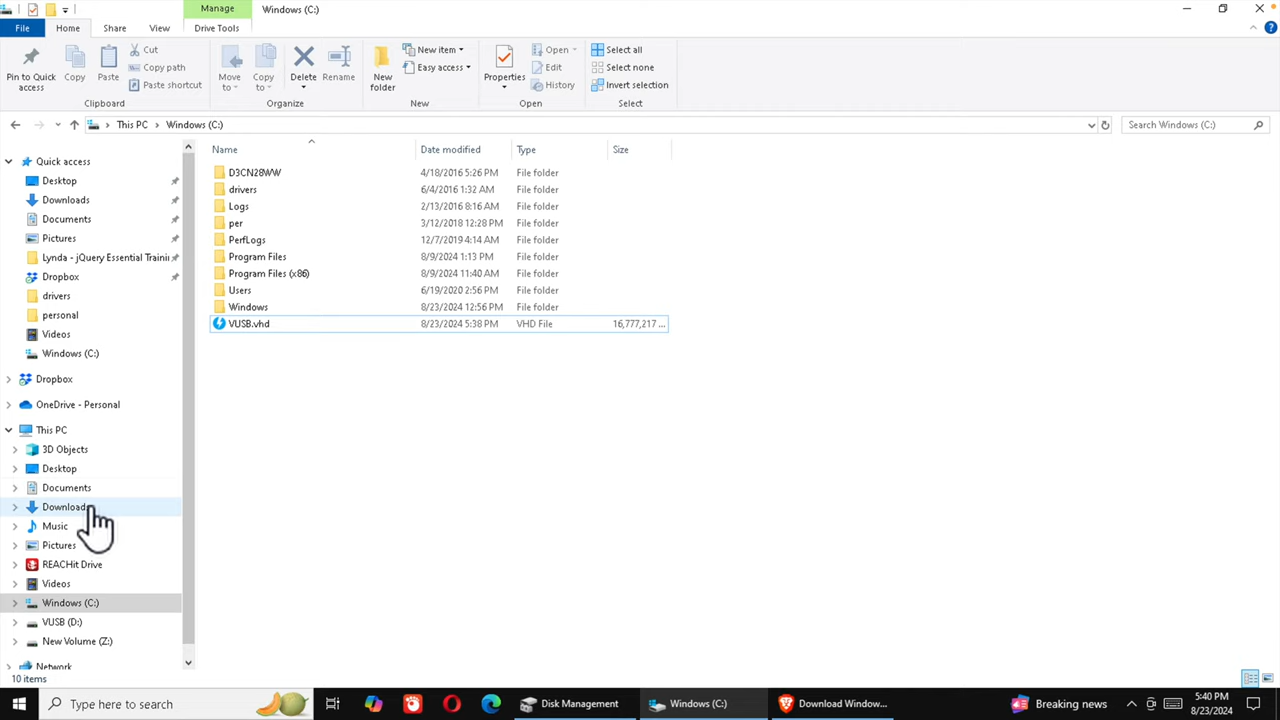 Manage
Windows (C:)
File
Home
Share
View
Drive Tools
Pin to Quick access
Copy
Paste
Cut
Copy path
Paste shortcut
Clipboard
Move to
Copy to
Delete
Rename
Organize
New folder
New item
Easy access
New
Properties
Open
Edit
History
Open
Select all
Select none
Invert selection
Select
This PC
Windows (C:)
Search Windows (C:)
Name
Date modified
Type
Size
D3CN28WW 4/18/2016 5:26 PM File folder
drivers 6/4/2016 1:32 AM File folder
Logs 2/13/2016 8:16 AM File folder
per 3/12/2018 12:28 PM File folder
PerfLogs 12/7/2019 4:14 AM File folder
Program Files 8/9/2024 1:13 PM File folder
Program Files (x86) 8/9/2024 11:40 AM File folder
Users 6/19/2020 2:56 PM File folder
Windows 8/23/2024 12:56 PM File folder
VUSB.vhd 8/23/2024 5:38 PM VHD File 16,777,217 ...
Quick access
Desktop
Downloads
Documents
Pictures
Lynda - jQuery Essential Traini
Dropbox
drivers
personal
Videos
Windows (C:)
Dropbox
OneDrive - Personal
This PC
3D Objects
Desktop
Documents
Download
Music
Pictures
REACHit Drive
Videos
Windows (C:)
VUSB (D:)
New Volume (Z:)
Network
10 items
Type here to search
Disk Management
Windows (C:)
Download Window...
Breaking news
5:40 PM
8/23/2024